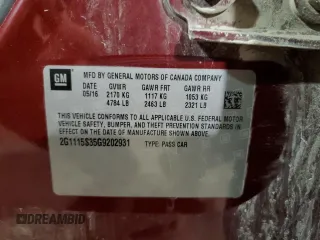 GM
MFD BY GENERAL MOTORS OF CANADA COMPANY
DATE GVWR GAWR FRT GAWR RR
05/16 2170 KG 1117 KG 1053 KG
4784 LB 2463 LB 2321 LB
THIS VEHICLE CONFORMS TO ALL APPLICABLE U.S. FEDERAL MOTOR
VEHICLE SAFETY, BUMPER, AND THEFT PREVENTION STANDARDS
IN EFFECT ON THE DATE OF MANUFACTURE SHOWN ABOVE.
2G1115S35G9202931 TYPE: PASS CAR
DREAMBID